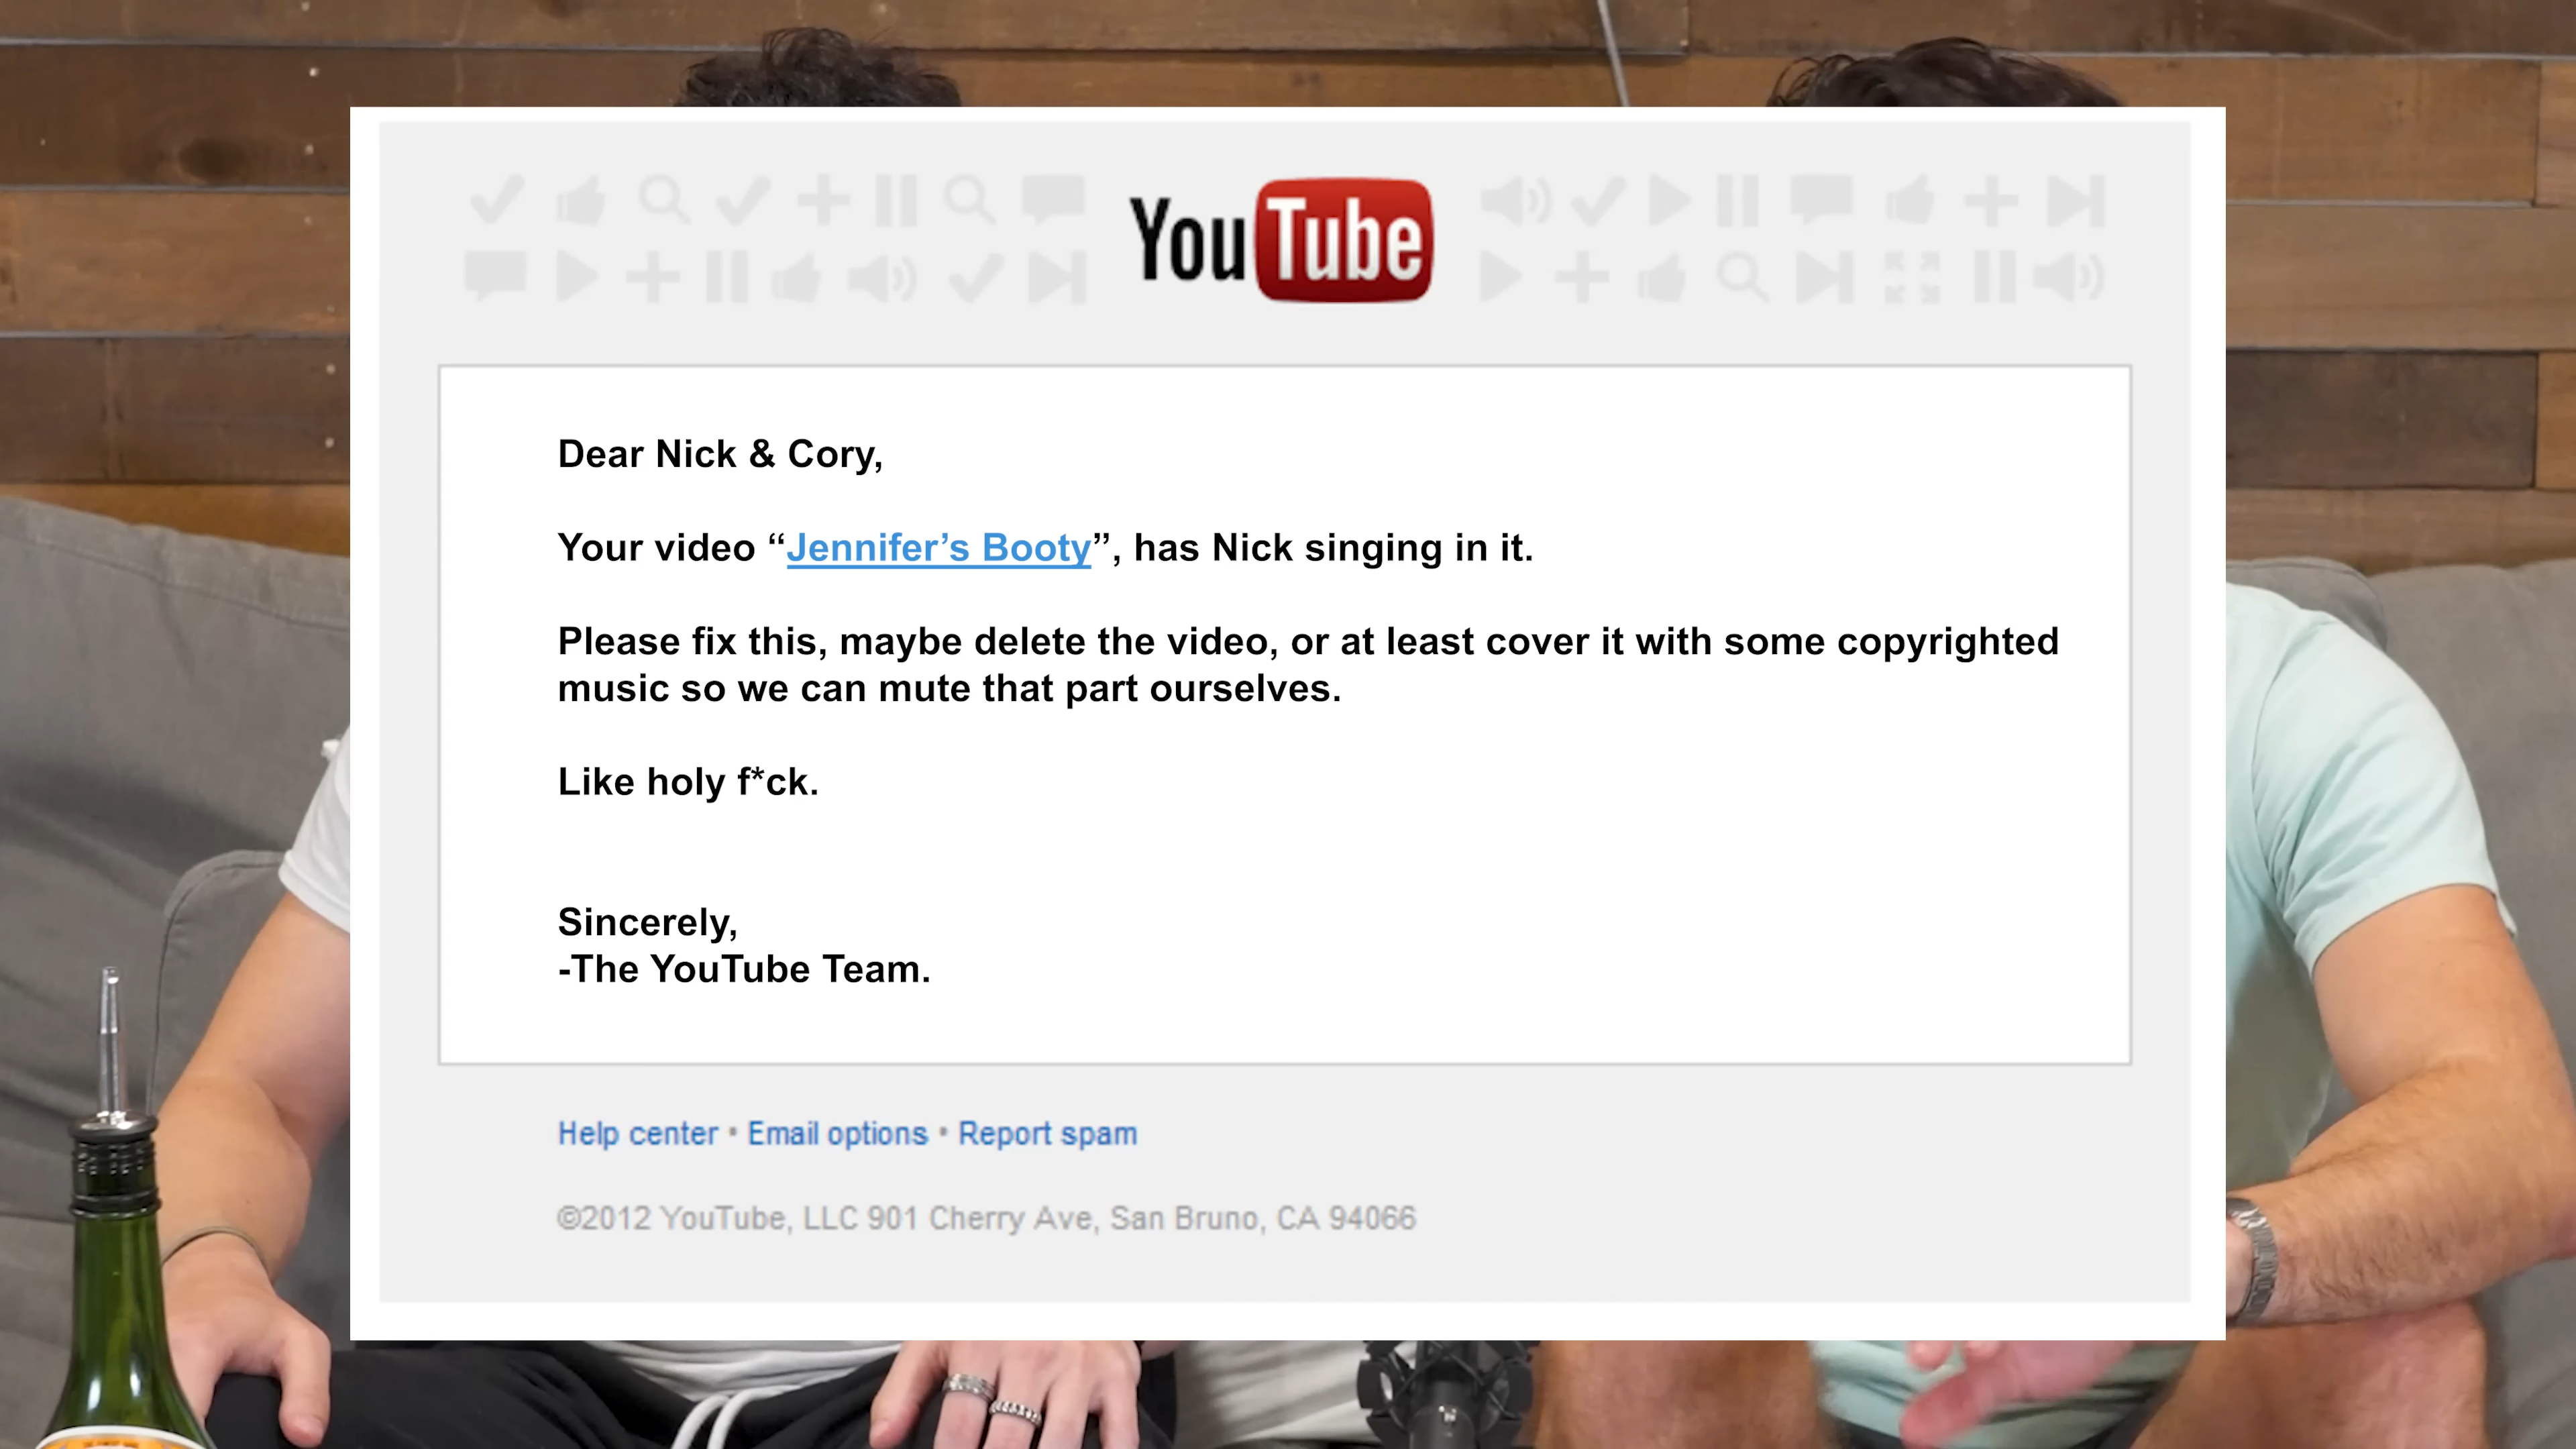 YouTube
Dear Nick & Cory,
Your video “Jennifer’s Booty”, has Nick singing in it.
Please fix this, maybe delete the video, or at least cover it with some copyrighted
music so we can mute that part ourselves.
Like holy f*ck.
Sincerely,
-The YouTube Team.
Help center • Email options • Report spam
©2012 YouTube, LLC 901 Cherry Ave, San Bruno, CA 94066